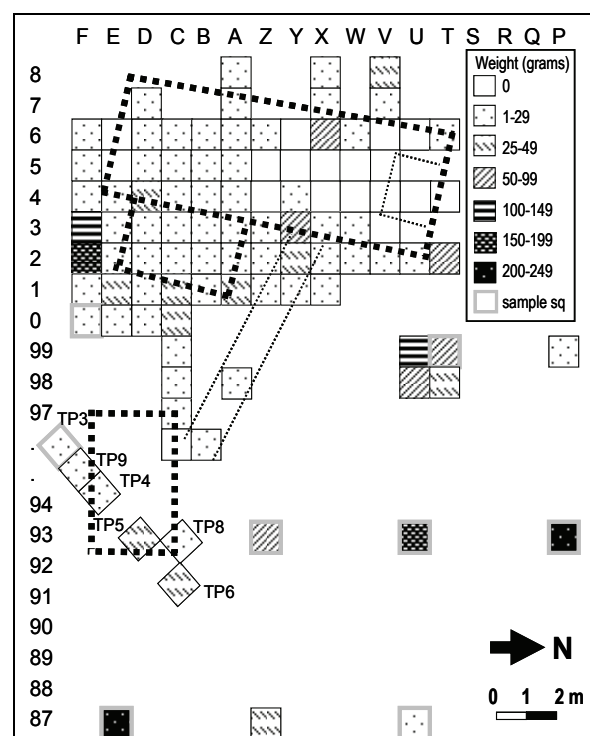 F E D C B A Z Y X W V U T S R Q P
Weight (grams)
0
1-29
25-49
50-99
100-149
150-199
200-249
sample sq
8
7
6
5
4
3
2
1
0
99
98
97
.
.
94
93
92
91
90
89
88
87
TP3
TP9
TP4
TP5
TP8
TP6
N
0 1 2 m